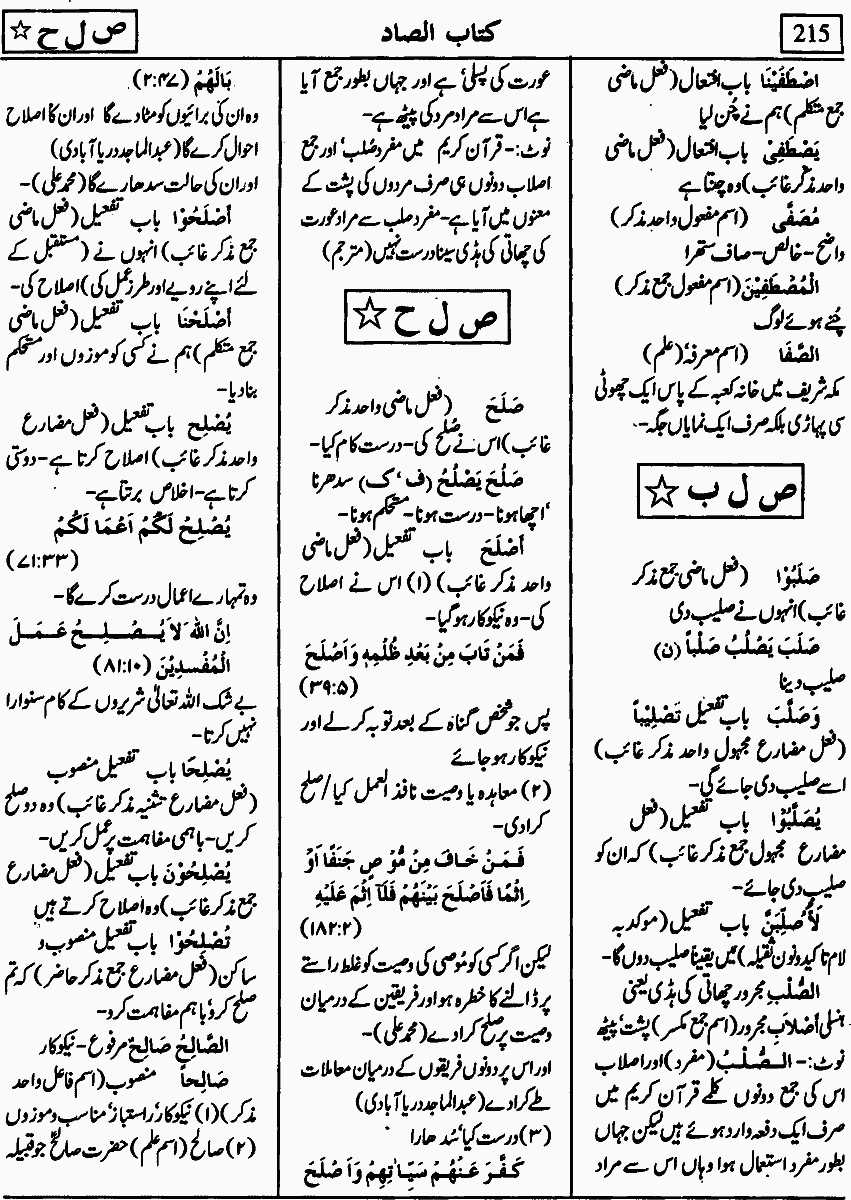 215
كتاب الصاد
ص ل ح ☆
اصْطَفَيْنَا باب افتعال (فعل ماضی
جمع متکلم) ہم نے چُن لیا
يَصْطَفِىْ باب افتعال (فعل ماضی
واحد مذکر غائب) وہ چنتا ہے
مُصَفًّى (اسم مفعول واحد مذکر)
واضح-خالص-صاف ستھرا
الْمُصْطَفَيْنَ (اسم مفعول جمع مذکر)
چُنے ہوئے لوگ
الصَّفَا (اسم معرفہ ’علم)
مکہ شریف میں خانہ کعبہ کے پاس ایک چھوٹی
سی پہاڑی بلکہ صرف ایک نمایاں جگہ-
ص ل ب ☆
صَلَبُوْا (فعل ماضی جمع مذکر
غائب) انہوں نے صلیب دی
صَلَبَ يَصْلُبُ صَلْباً (ن)
صلیب دینا
وَصَلَّبَ باب تفعیل تَصْلِيْباً
(فعل مضارع مجہول واحد مذکر غائب)
اسے صلیب دی جائے گی-
يُصَلَّبُوْا باب تفعیل (فعل
مضارع مجہول جمع مذکر غائب) کہ ان کو
صلیب دی جائے-
لَأُصَلِّبَنَّ باب تفعیل (موکد بہ
لام تاکید و نون ثقیلہ) میں یقیناً صلیب دوں گا-
الصُّلْبِ مجرور چھاتی کی ہڈی یعنی
ہنسلی أصْلَابِ مجرور (اسم جمع مکسر) پشت ’پیٹھ
نوٹ:- الصُّلْبُ (مفرد) اور اصلاب
اس کی جمع دونوں کلمے قرآن کریم میں
صرف ایک دفعہ وارد ہوئے ہیں لیکن جہاں
بطور مفرد استعمال ہوا وہاں اس سے مراد
عورت کی پسلی ہے اور جہاں بطور جمع آیا
ہے اس سے مراد مرد کی پیٹھ ہے-
نوٹ:- قرآن کریم میں مفرد صُلب ’اور جمع
اصلاب دونوں ہی صرف مردوں کی پشت کے
معنوں میں آیا ہے- مفرد صلب سے مراد عورت
کی چھاتی کی ہڈی سینا درست نہیں (مترجم)
ص ل ح ☆
صَلَحَ (فعل ماضی واحد مذکر
غائب) اس نے صُلح کی-درست کام کیا-
صَلُحَ يَصْلُحُ (ف ’ک) سدھرنا
’اچھا ہونا-درست ہونا-مستحکم ہونا-
أَصْلَحَ باب تفعیل (فعل ماضی
واحد مذکر غائب) (۱) اس نے اصلاح
کی-وہ نیکوکار ہو گیا-
فَمَنْ تَابَ مِنْ بَعْدِ ظُلْمِهٖ وَاَصْلَحَ
(۳۹:۵)
پس جو شخص گناہ کے بعد توبہ کر لے اور
نیکوکار ہو جائے
(۲) معاہدہ یا وصیت نافذ العمل کیا/صلح
کرا دی-
فَمَنْ خَافَ مِنْ مُّوْصٍ جَنَفًا اَوْ
اِثْمًا فَاَصْلَحَ بَيْنَهُمْ فَلَآ اِثْمَ عَلَيْهِ
(۱۸۲:۲)
لیکن اگر کسی کو مُوصی کی وصیت کو غلط راستے
پر ڈالنے کا خطرہ ہو اور فریقین کے درمیان
وصیت پر صلح کرا دے (محمد علی)-
اور اس پر دونوں فریقوں کے درمیان معاملات
طے کرا دے (عبدالماجد دریا آبادی)
(۳) درست کیا ’سُدھارا
كَفَّرَ عَنْهُمْ سَيِّاٰتِهِمْ وَاَصْلَحَ
بَالَهُمْ (۲:۴۷)
وہ ان کی برائیوں کو مٹا دے گا اور ان کا اصلاح
احوال کرے گا (عبدالماجد دریا آبادی)
اور ان کی حالت سدھارے گا (محمد علی)-
أَصْلَحُوْا باب تفعیل (فعل ماضی
جمع مذکر غائب) انہوں نے (مستقبل کے
لئے اپنے رویے اور طرز عمل کی) اصلاح کی-
أَصْلَحْنَا باب تفعیل (فعل ماضی
جمع متکلم) ہم نے کسی کو موزوں اور مستحکم
بنا دیا-
يُصْلِح باب تفعیل (فعل مضارع
واحد مذکر غائب) اصلاح کرتا ہے-دوستی
کرتا ہے-اخلاص برتتا ہے-
يُصْلِحْ لَكُمْ اَعْمَا لَكُمْ
(۷۱:۳۳)
وہ تمہارے اعمال درست کرے گا-
اِنَّ اللّٰهَ لَا يُصْلِحُ عَمَلَ
الْمُفْسِدِيْنَ (۸۱:۱۰)
بے شک اللہ تعالٰی شریروں کے کام سنوارا
نہیں کرتا-
يُصْلِحَا باب تفعیل منصوب
(فعل مضارع تثنیہ مذکر غائب) وہ دو صلح
کریں-باہمی مفاہمت پر عمل کریں-
يُصْلِحُوْنَ باب تفعیل (فعل مضارع
جمع مذکر غائب) وہ اصلاح کرتے ہیں
تُصْلِحُوْا باب تفعیل منصوب و
ساکن (فعل مضارع جمع مذکر حاضر) کہ تم
صلح کرو ’باہم مفاہمت کرو-
الصَّالِحُ صَالِحٌ مرفوع-نیکوکار
صَالِحاً منصوب (اسم فاعل واحد
مذکر) (۱) نیکوکار ’راستباز ’مناسب و موزوں
(۲) صالح (اسم علم) حضرت صالحؑ جو قبیلہ